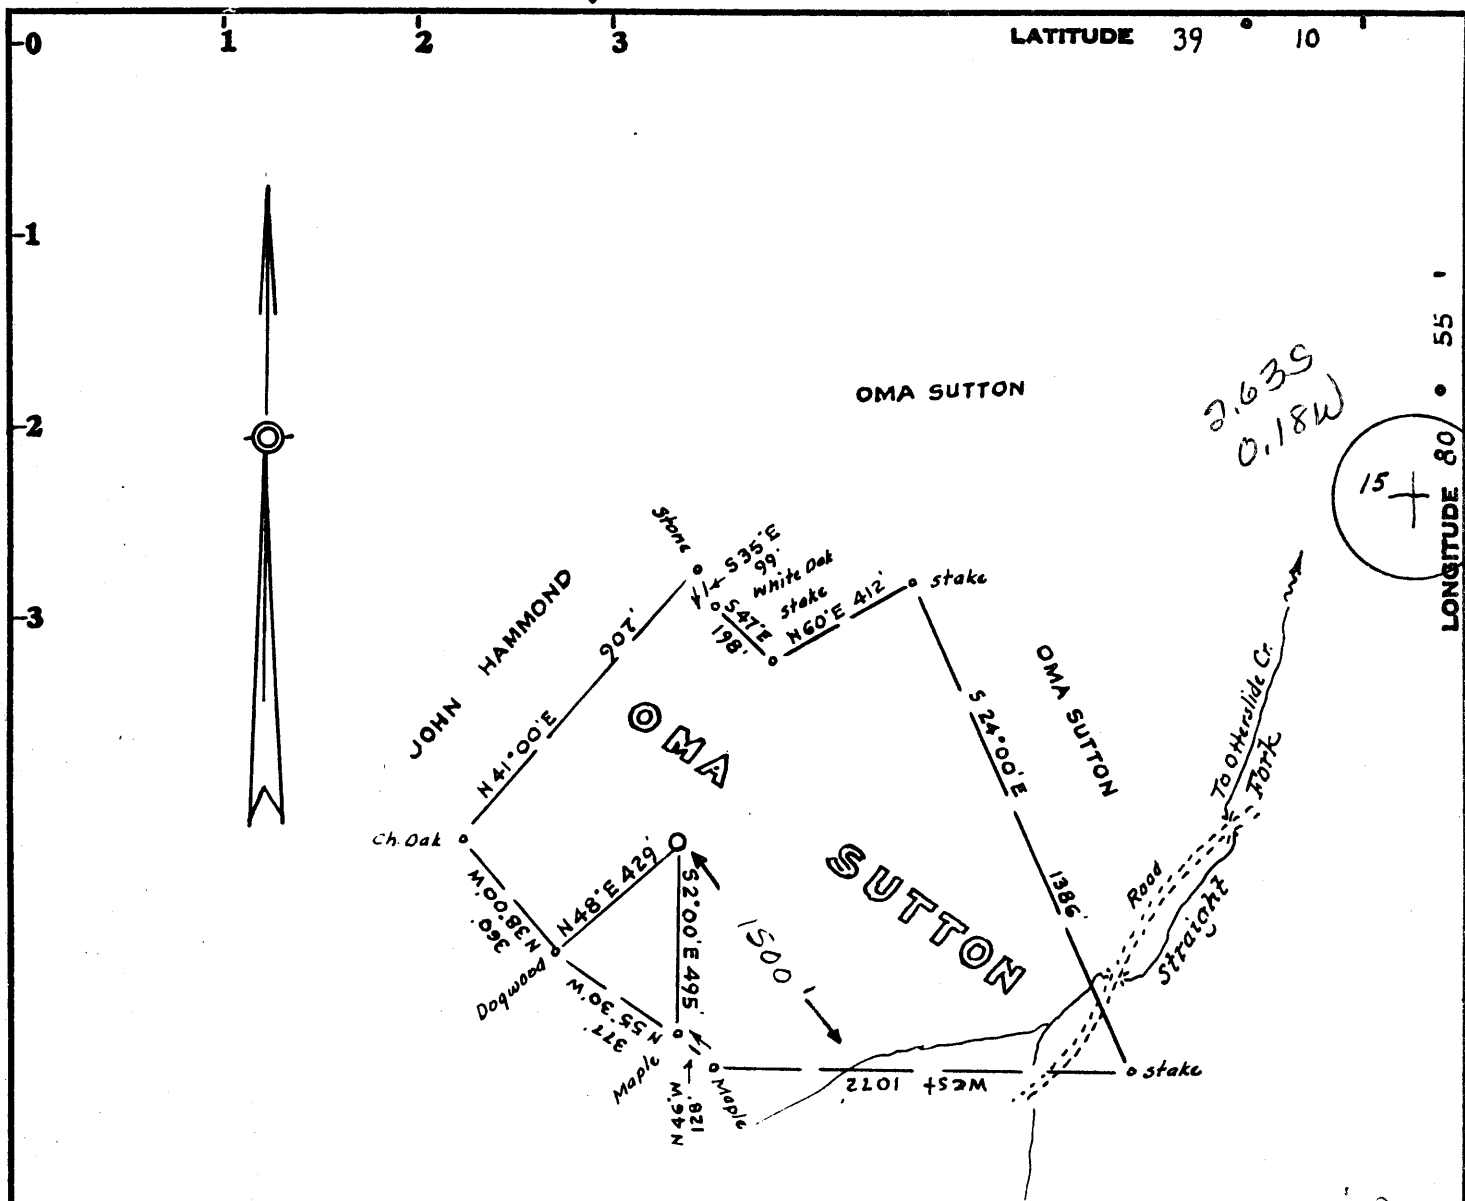 -0
1
2
3
LATITUDE 39° 10'
-1
-2
-3
LONGITUDE 80° 55'
2.63S
0.18W
15
OMA SUTTON
Stone
S35°E
99'
White Oak
stake
S47°E
198'
N60°E 412'
stake
JOHN HAMMOND
907'
N41°00'E
OMA
SUTTON
OMA SUTTON
S 24°00'E
1386'
To Otterslide Cr.
Fork
Road
Straight
Ch. Oak
N38°00'W
360'
N48°E 429'
S2°00'E 495'
1500'
Dogwood
N55°30'W
377'
Maple
N46°W
128'
Maple
West 1072'
stake